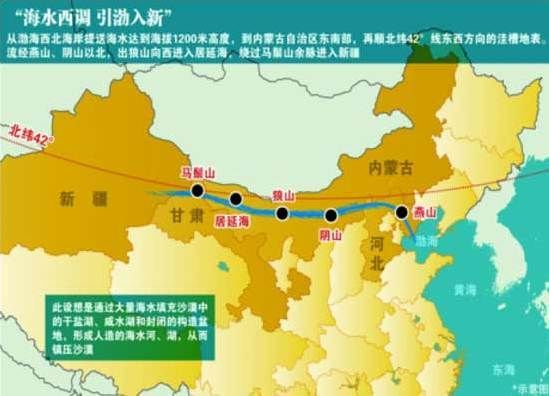 “海水西调 引渤入新”
从渤海西北海岸提送海水达到海拔1200米高度，到内蒙古自治区东南部，再顺北纬42°线东西方向的洼槽地表。
流经燕山、阴山以北，出狼山向西进入居延海，绕过马鬃山余脉进入新疆
北纬42°
马鬃山
内蒙古
新疆
狼山
甘肃
居延海
燕山
阴山
渤海
河北
黄海
此设想是通过大量海水填充沙漠中
的干盐湖、咸水湖和封闭的构造盆
地，形成人造的海水河、湖，从而
镇压沙漠
东海
*示意图